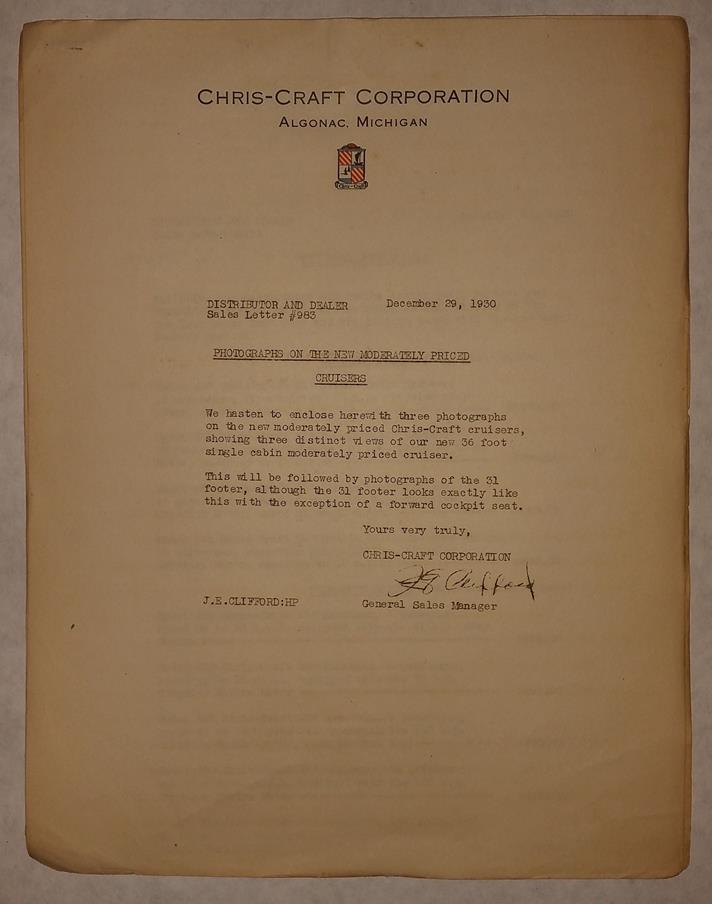 CHRIS-CRAFT CORPORATION
ALGONAC, MICHIGAN
Chris-Craft
DISTRIBUTOR AND DEALER December 29, 1930
Sales Letter #983
PHOTOGRAPHS ON THE NEW MODERATELY PRICED
CRUISERS
We hasten to enclose herewith three photographs
on the new moderately priced Chris-Craft cruisers,
showing three distinct views of our new 36 foot
single cabin moderately priced cruiser.
This will be followed by photographs of the 31
footer, although the 31 footer looks exactly like
this with the exception of a forward cockpit seat.
Yours very truly,
CHRIS-CRAFT CORPORATION
JE Clifford
J.E.CLIFFORD:HP General Sales Manager